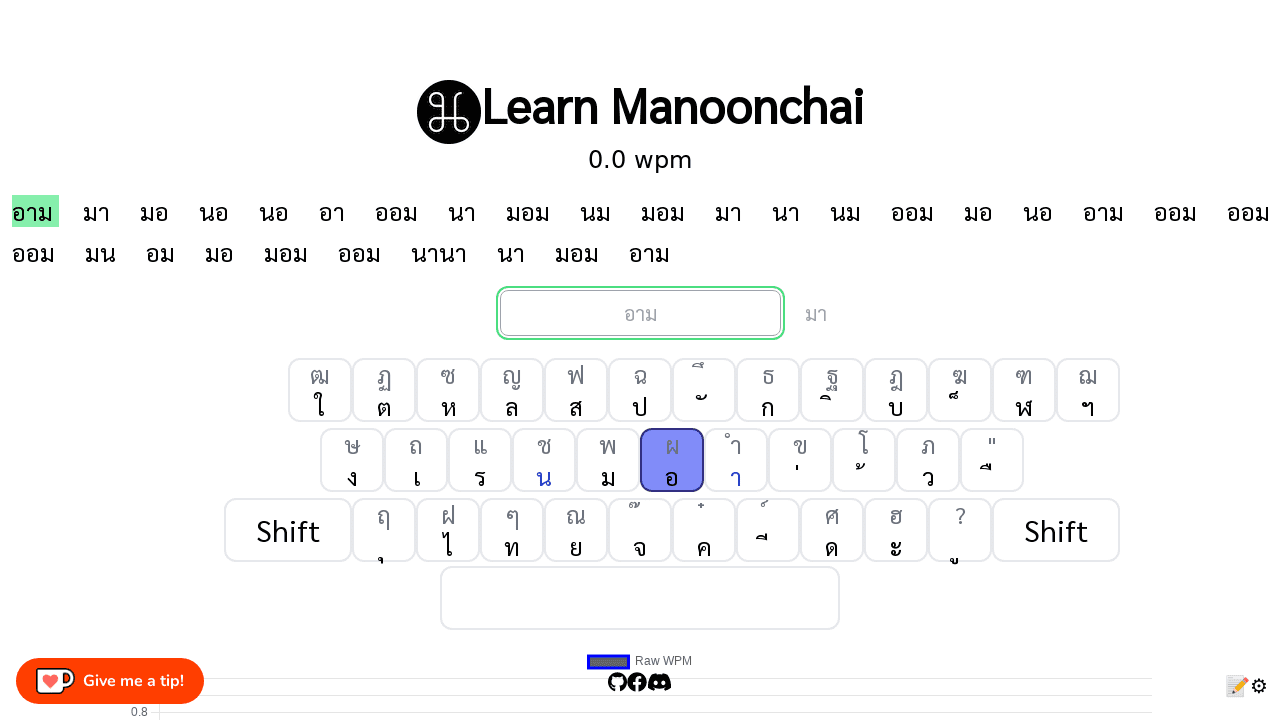 Learn Manoonchai
0.0 wpm
อาม มา มอ นอ นอ อา ออม นา มอม นม มอม มา นา นม ออม มอ นอ อาม ออม ออม
ออม มน อม มอ มอม ออม นานา นา มอม อาม
อาม มา
ฒ ฏ ซ ญ ฟ ฉ ึ ธ ฐ ฎ ฆ ฑ ฌ
ใ ต ห ล ส ป ั ก ิ บ ็ ฬ ฯ
ษ ถ แ ช พ ผ ำ ข โ ภ "
ง เ ร น ม อ า ่ ้ ว ื
Shift ฤ ฝ ๆ ณ ๊ ๋ ์ ศ ฮ ? Shift
ุ ไ ท ย จ ค ี ด ะ ู
Raw WPM
Give me a tip!
0.8